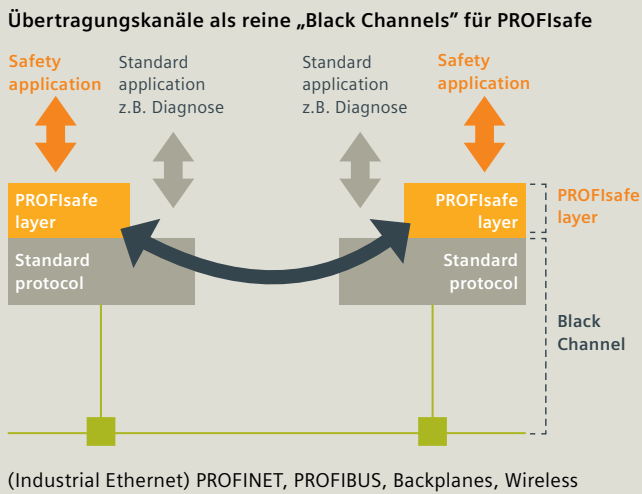 Übertragungskanäle als reine „Black Channels” für PROFIsafe
Safety
application
Standard
application
z.B. Diagnose
Standard
application
z.B. Diagnose
Safety
application
PROFIsafe
layer
PROFIsafe
layer
PROFIsafe
layer
Standard
protocol
Standard
protocol
Black
Channel
(Industrial Ethernet) PROFINET, PROFIBUS, Backplanes, Wireless